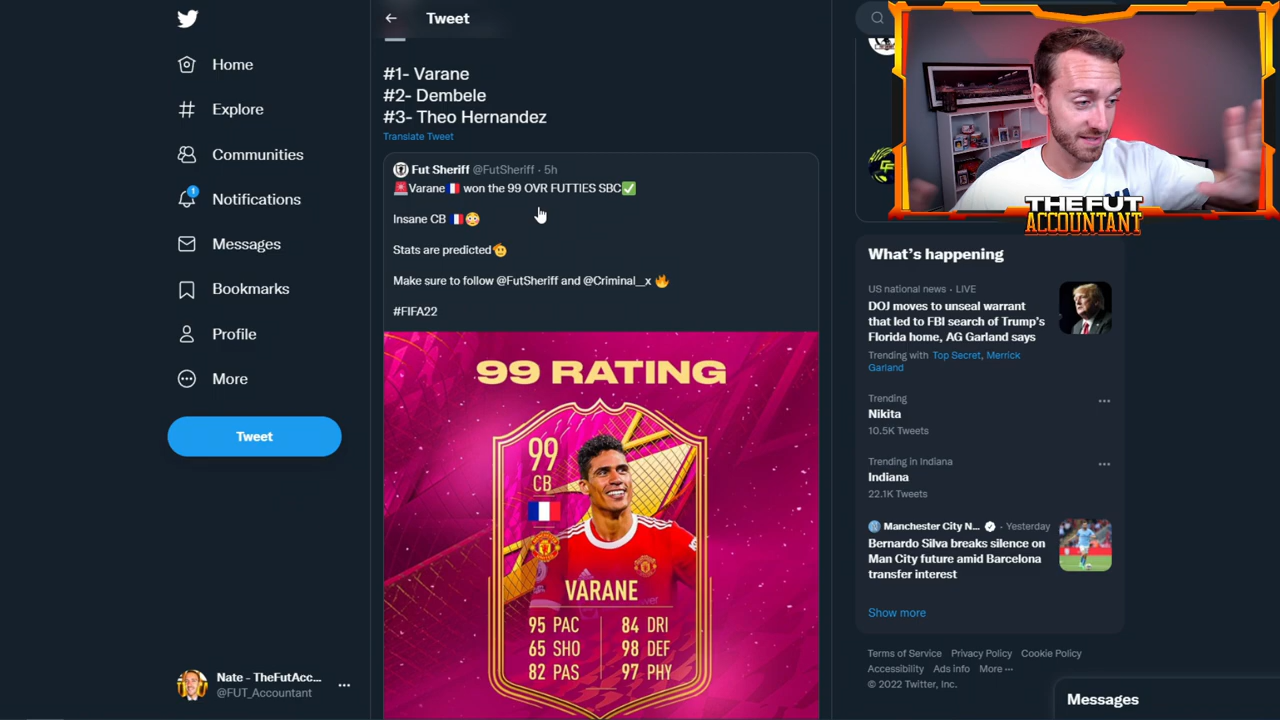 Tweet
#1- Varane
#2- Dembele
#3- Theo Hernandez
Translate Tweet
Fut Sheriff @FutSheriff · 5h
Varane won the 99 OVR FUTTIES SBC
Insane CB
Stats are predicted
Make sure to follow @FutSheriff and @Criminal__x
#FIFA22
99 RATING
99
CB
VARANE
95 PAC 84 DRI
65 SHO 98 DEF
82 PAS 97 PHY
Home
Explore
Communities
1
Notifications
Messages
Bookmarks
Profile
More
Tweet
Nate - TheFutAcc...
@FUT_Accountant
THE FUT
ACCOUNTANT
What's happening
US national news · LIVE
DOJ moves to unseal warrant
that led to FBI search of Trump's
Florida home, AG Garland says
Trending with Top Secret, Merrick
Garland
Trending
Nikita
10.5K Tweets
Trending in Indiana
Indiana
22.1K Tweets
Manchester City N... · Yesterday
Bernardo Silva breaks silence on
Man City future amid Barcelona
transfer interest
Show more
Terms of Service Privacy Policy Cookie Policy
Accessibility Ads info More ···
© 2022 Twitter, Inc.
Messages